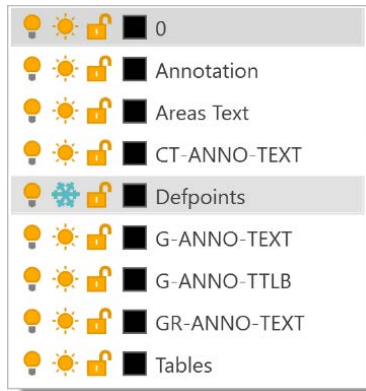 0
Annotation
Areas Text
CT-ANNO-TEXT
Defpoints
G-ANNO-TEXT
G-ANNO-TTLB
GR-ANNO-TEXT
Tables